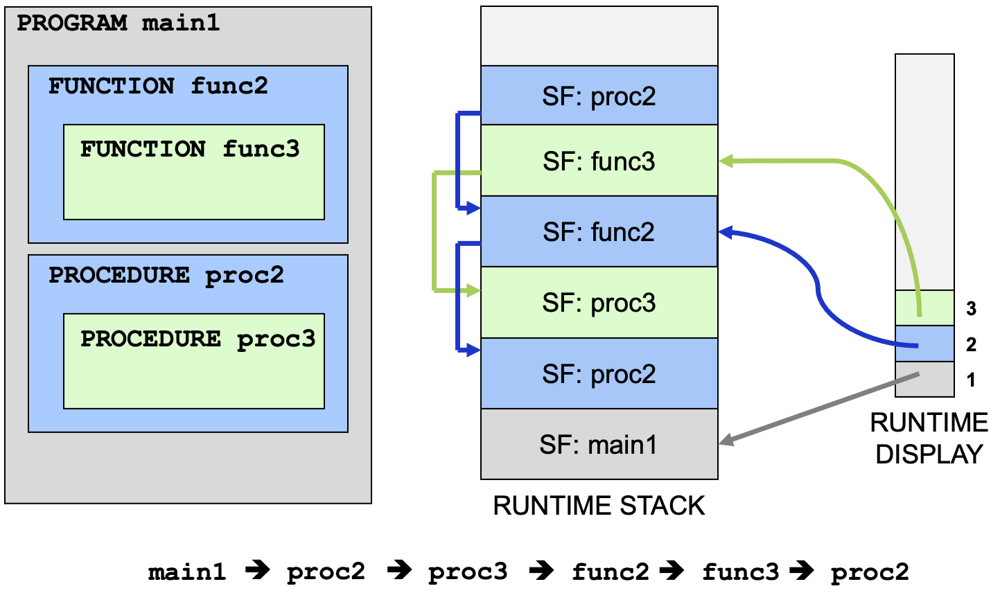 PROGRAM main1
FUNCTION func2
FUNCTION func3
PROCEDURE proc2
PROCEDURE proc3
SF: proc2
SF: func3
SF: func2
SF: proc3
SF: proc2
SF: main1
RUNTIME STACK
3
2
1
RUNTIME
DISPLAY
main1 ➔ proc2 ➔ proc3 ➔ func2 ➔ func3 ➔ proc2